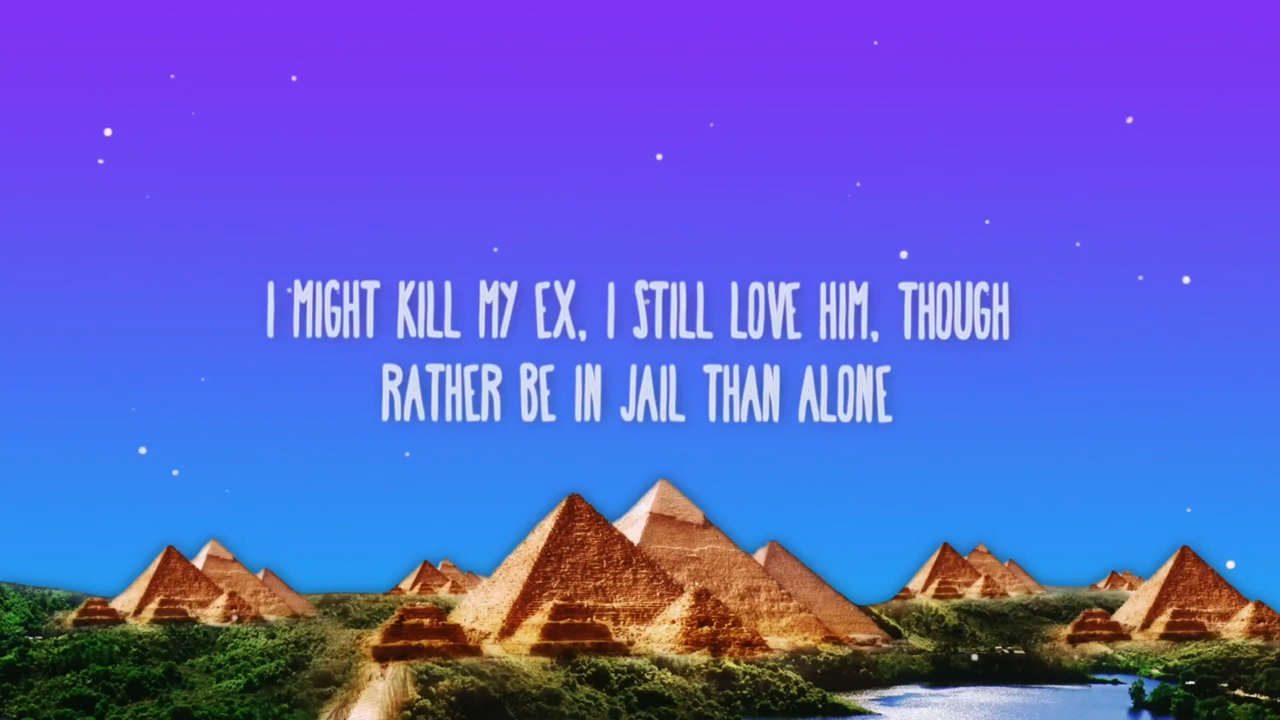 I MIGHT KILL MY EX, I STILL LOVE HIM, THOUGH
RATHER BE IN JAIL THAN ALONE